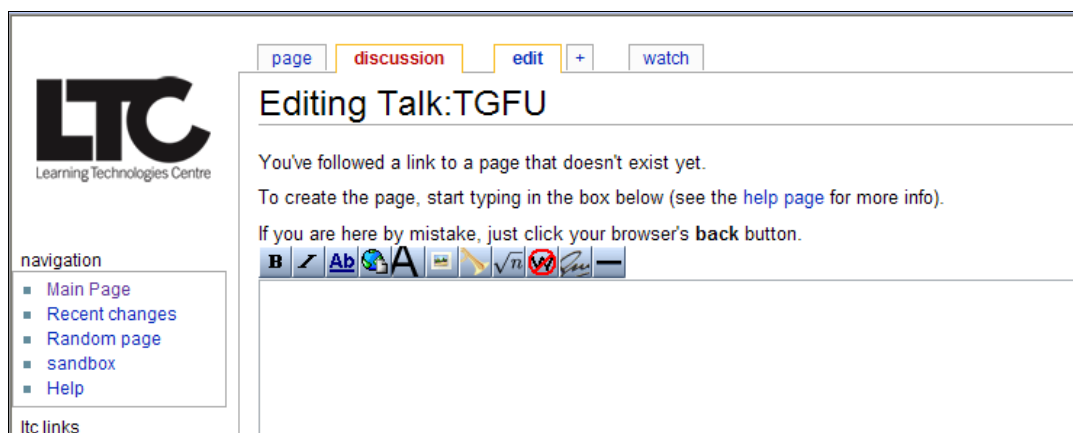 page discussion edit + watch
LTC
Learning Technologies Centre
Editing Talk:TGFU
You've followed a link to a page that doesn't exist yet.
To create the page, start typing in the box below (see the help page for more info).
If you are here by mistake, just click your browser's back button.
B I Ab A √n W
navigation
Main Page
Recent changes
Random page
sandbox
Help
ltc links